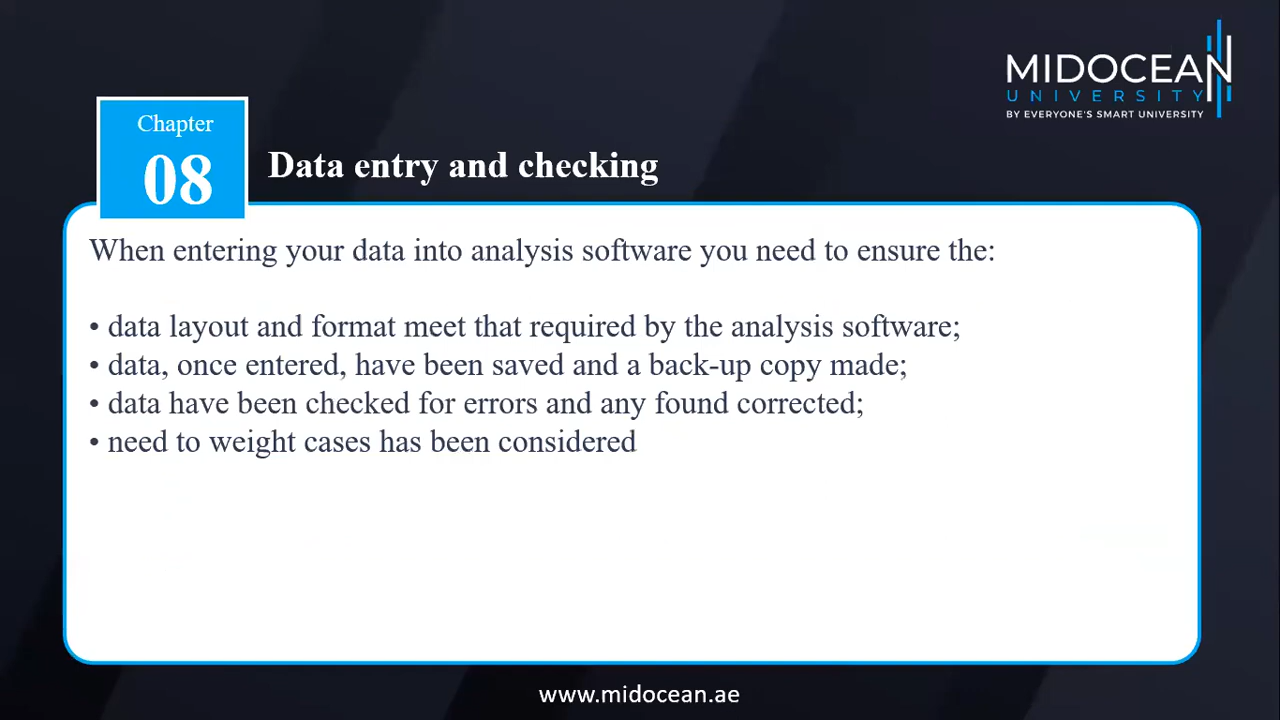 MIDOCEAN
UNIVERSITY
BY EVERYONE'S SMART UNIVERSITY
Chapter
08
Data entry and checking
When entering your data into analysis software you need to ensure the:
• data layout and format meet that required by the analysis software;
• data, once entered, have been saved and a back-up copy made;
• data have been checked for errors and any found corrected;
• need to weight cases has been considered
www.midocean.ae